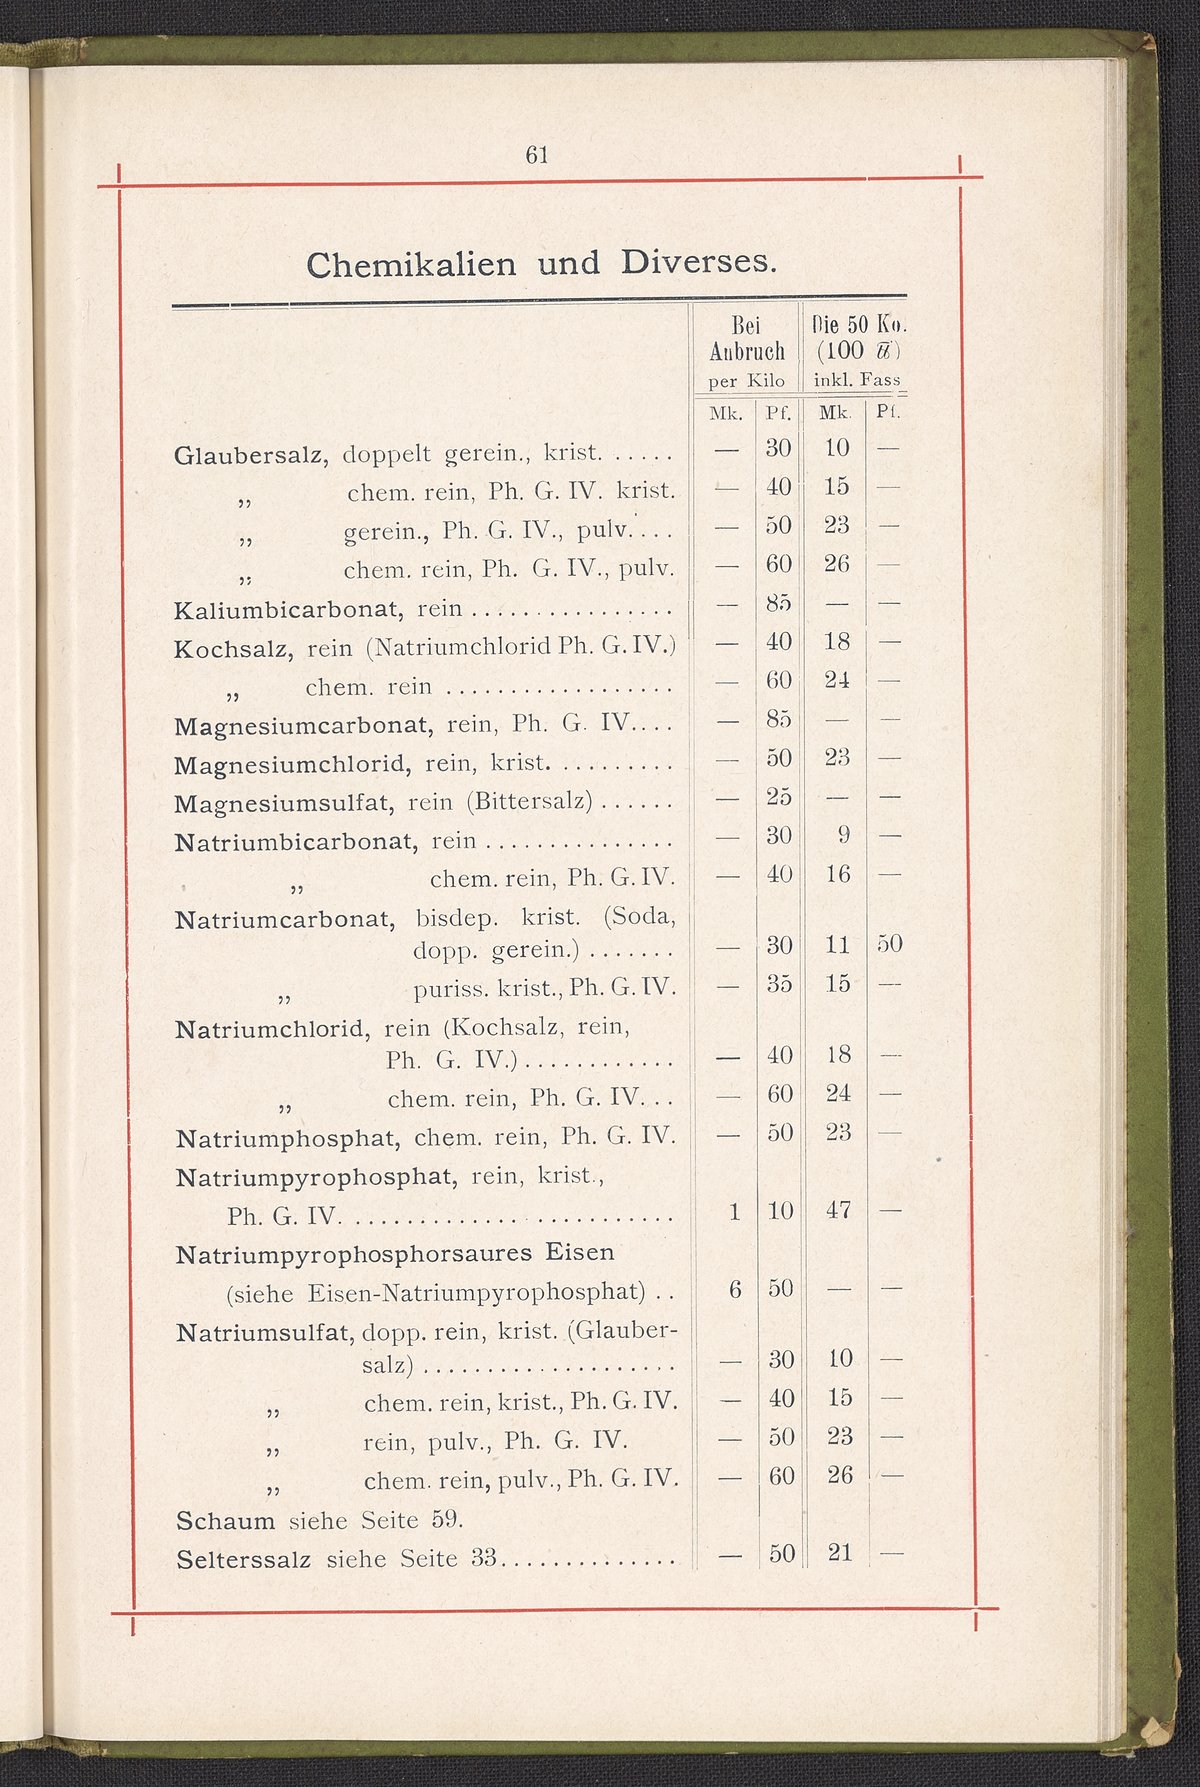 61
Chemikalien und Diverses.
Bei Die 50 Ko.
Anbruch (100 ℔)
per Kilo inkl. Fass
Mk. Pf. Mk. Pf.
Glaubersalz, doppelt gerein., krist. ..... — 30 10 —
„ chem. rein, Ph. G. IV. krist. — 40 15 —
„ gerein., Ph. G. IV., pulv.... — 50 23 —
„ chem. rein, Ph. G. IV., pulv. — 60 26 —
Kaliumbicarbonat, rein ................ — 85 — —
Kochsalz, rein (Natriumchlorid Ph. G. IV.) — 40 18 —
„ chem. rein .................. — 60 24 —
Magnesiumcarbonat, rein, Ph. G. IV.... — 85 — —
Magnesiumchlorid, rein, krist. ......... — 50 23 —
Magnesiumsulfat, rein (Bittersalz) ...... — 25 — —
Natriumbicarbonat, rein ............... — 30 9 —
„ chem. rein, Ph. G. IV. — 40 16 —
Natriumcarbonat, bisdep. krist. (Soda,
dopp. gerein.) ....... — 30 11 50
„ puriss. krist., Ph. G. IV. — 35 15 —
Natriumchlorid, rein (Kochsalz, rein,
Ph. G. IV.) ............ — 40 18 —
„ chem. rein, Ph. G. IV... — 60 24 —
Natriumphosphat, chem. rein, Ph. G. IV. — 50 23 —
Natriumpyrophosphat, rein, krist.,
Ph. G. IV. ......................... 1 10 47 —
Natriumpyrophosphorsaures Eisen
(siehe Eisen-Natriumpyrophosphat) .. 6 50 — —
Natriumsulfat, dopp. rein, krist. (Glauber-
salz) .................... — 30 10 —
„ chem. rein, krist., Ph. G. IV. — 40 15 —
„ rein, pulv., Ph. G. IV. — 50 23 —
„ chem. rein, pulv., Ph. G. IV. — 60 26 —
Schaum siehe Seite 59.
Selterssalz siehe Seite 33.............. — 50 21 —